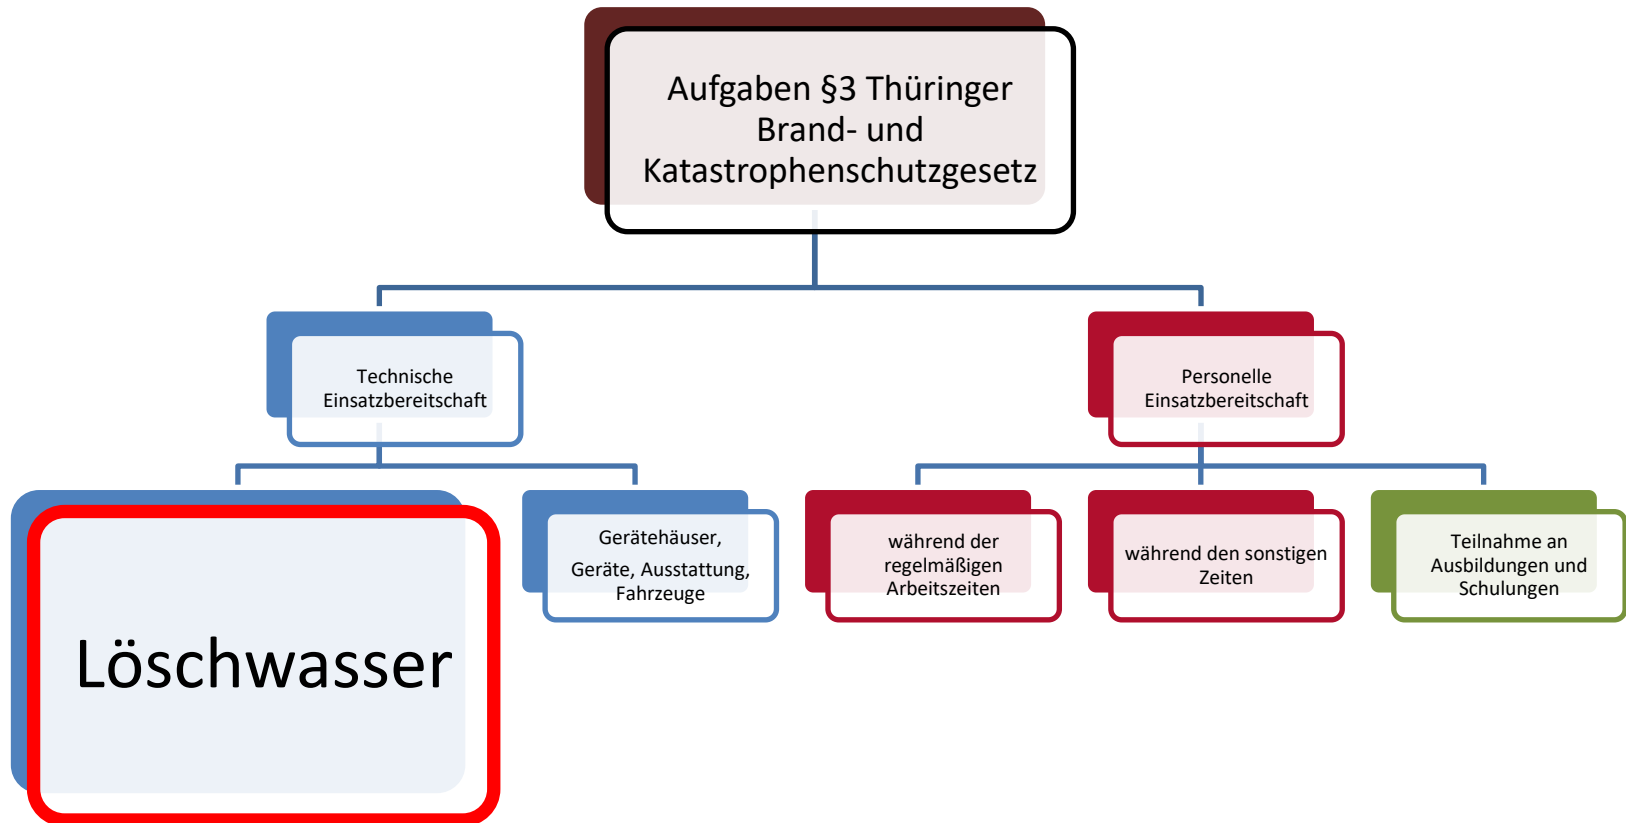 Aufgaben §3 Thüringer
Brand- und
Katastrophenschutzgesetz
Technische
Einsatzbereitschaft
Personelle
Einsatzbereitschaft
Löschwasser
Gerätehäuser,
Geräte, Ausstattung,
Fahrzeuge
während der
regelmäßigen
Arbeitszeiten
während den sonstigen
Zeiten
Teilnahme an
Ausbildungen und
Schulungen